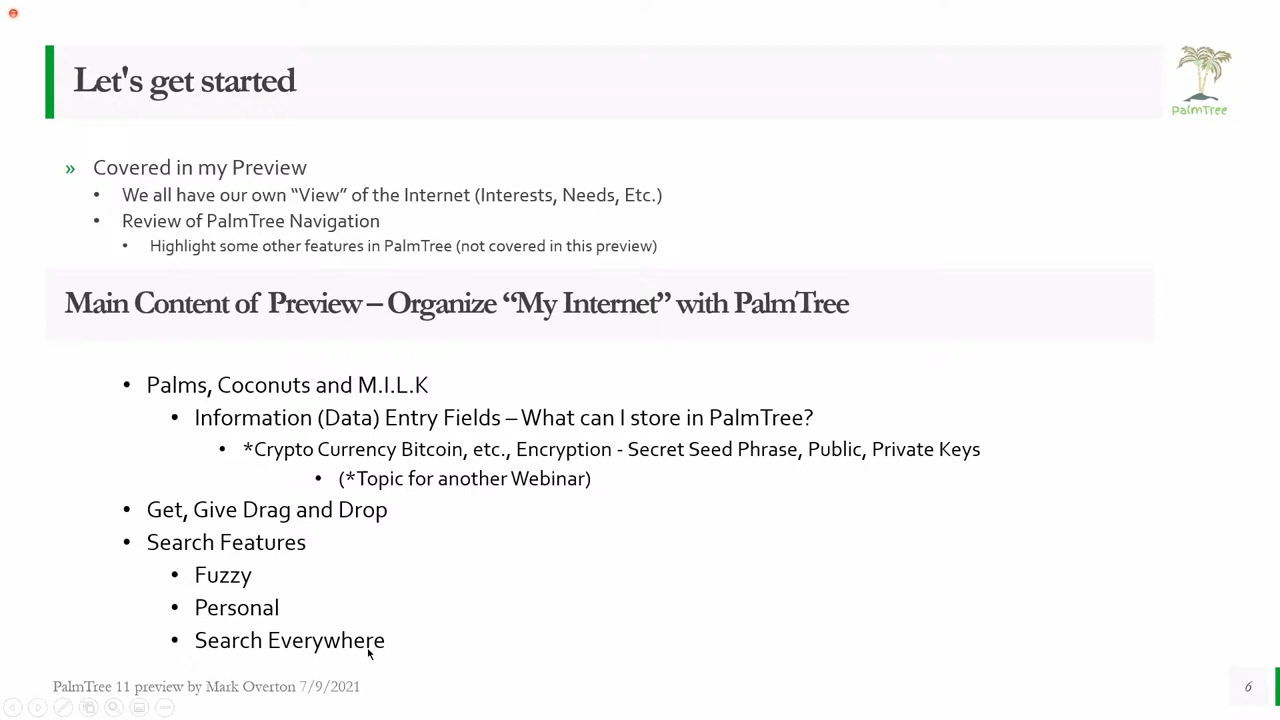 Let's get started
PalmTree
» Covered in my Preview
• We all have our own “View” of the Internet (Interests, Needs, Etc.)
• Review of PalmTree Navigation
• Highlight some other features in PalmTree (not covered in this preview)
Main Content of Preview – Organize “My Internet” with PalmTree
• Palms, Coconuts and M.I.L.K
• Information (Data) Entry Fields – What can I store in PalmTree?
• *Crypto Currency Bitcoin, etc., Encryption - Secret Seed Phrase, Public, Private Keys
• (*Topic for another Webinar)
• Get, Give Drag and Drop
• Search Features
• Fuzzy
• Personal
• Search Everywhere
PalmTree 11 preview by Mark Overton 7/9/2021
6